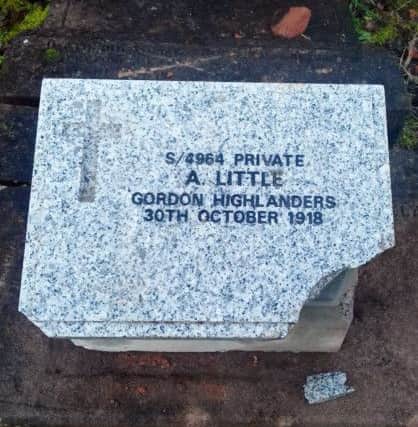 S/4964 PRIVATE
A. LITTLE
GORDON HIGHLANDERS
30TH OCTOBER 1918